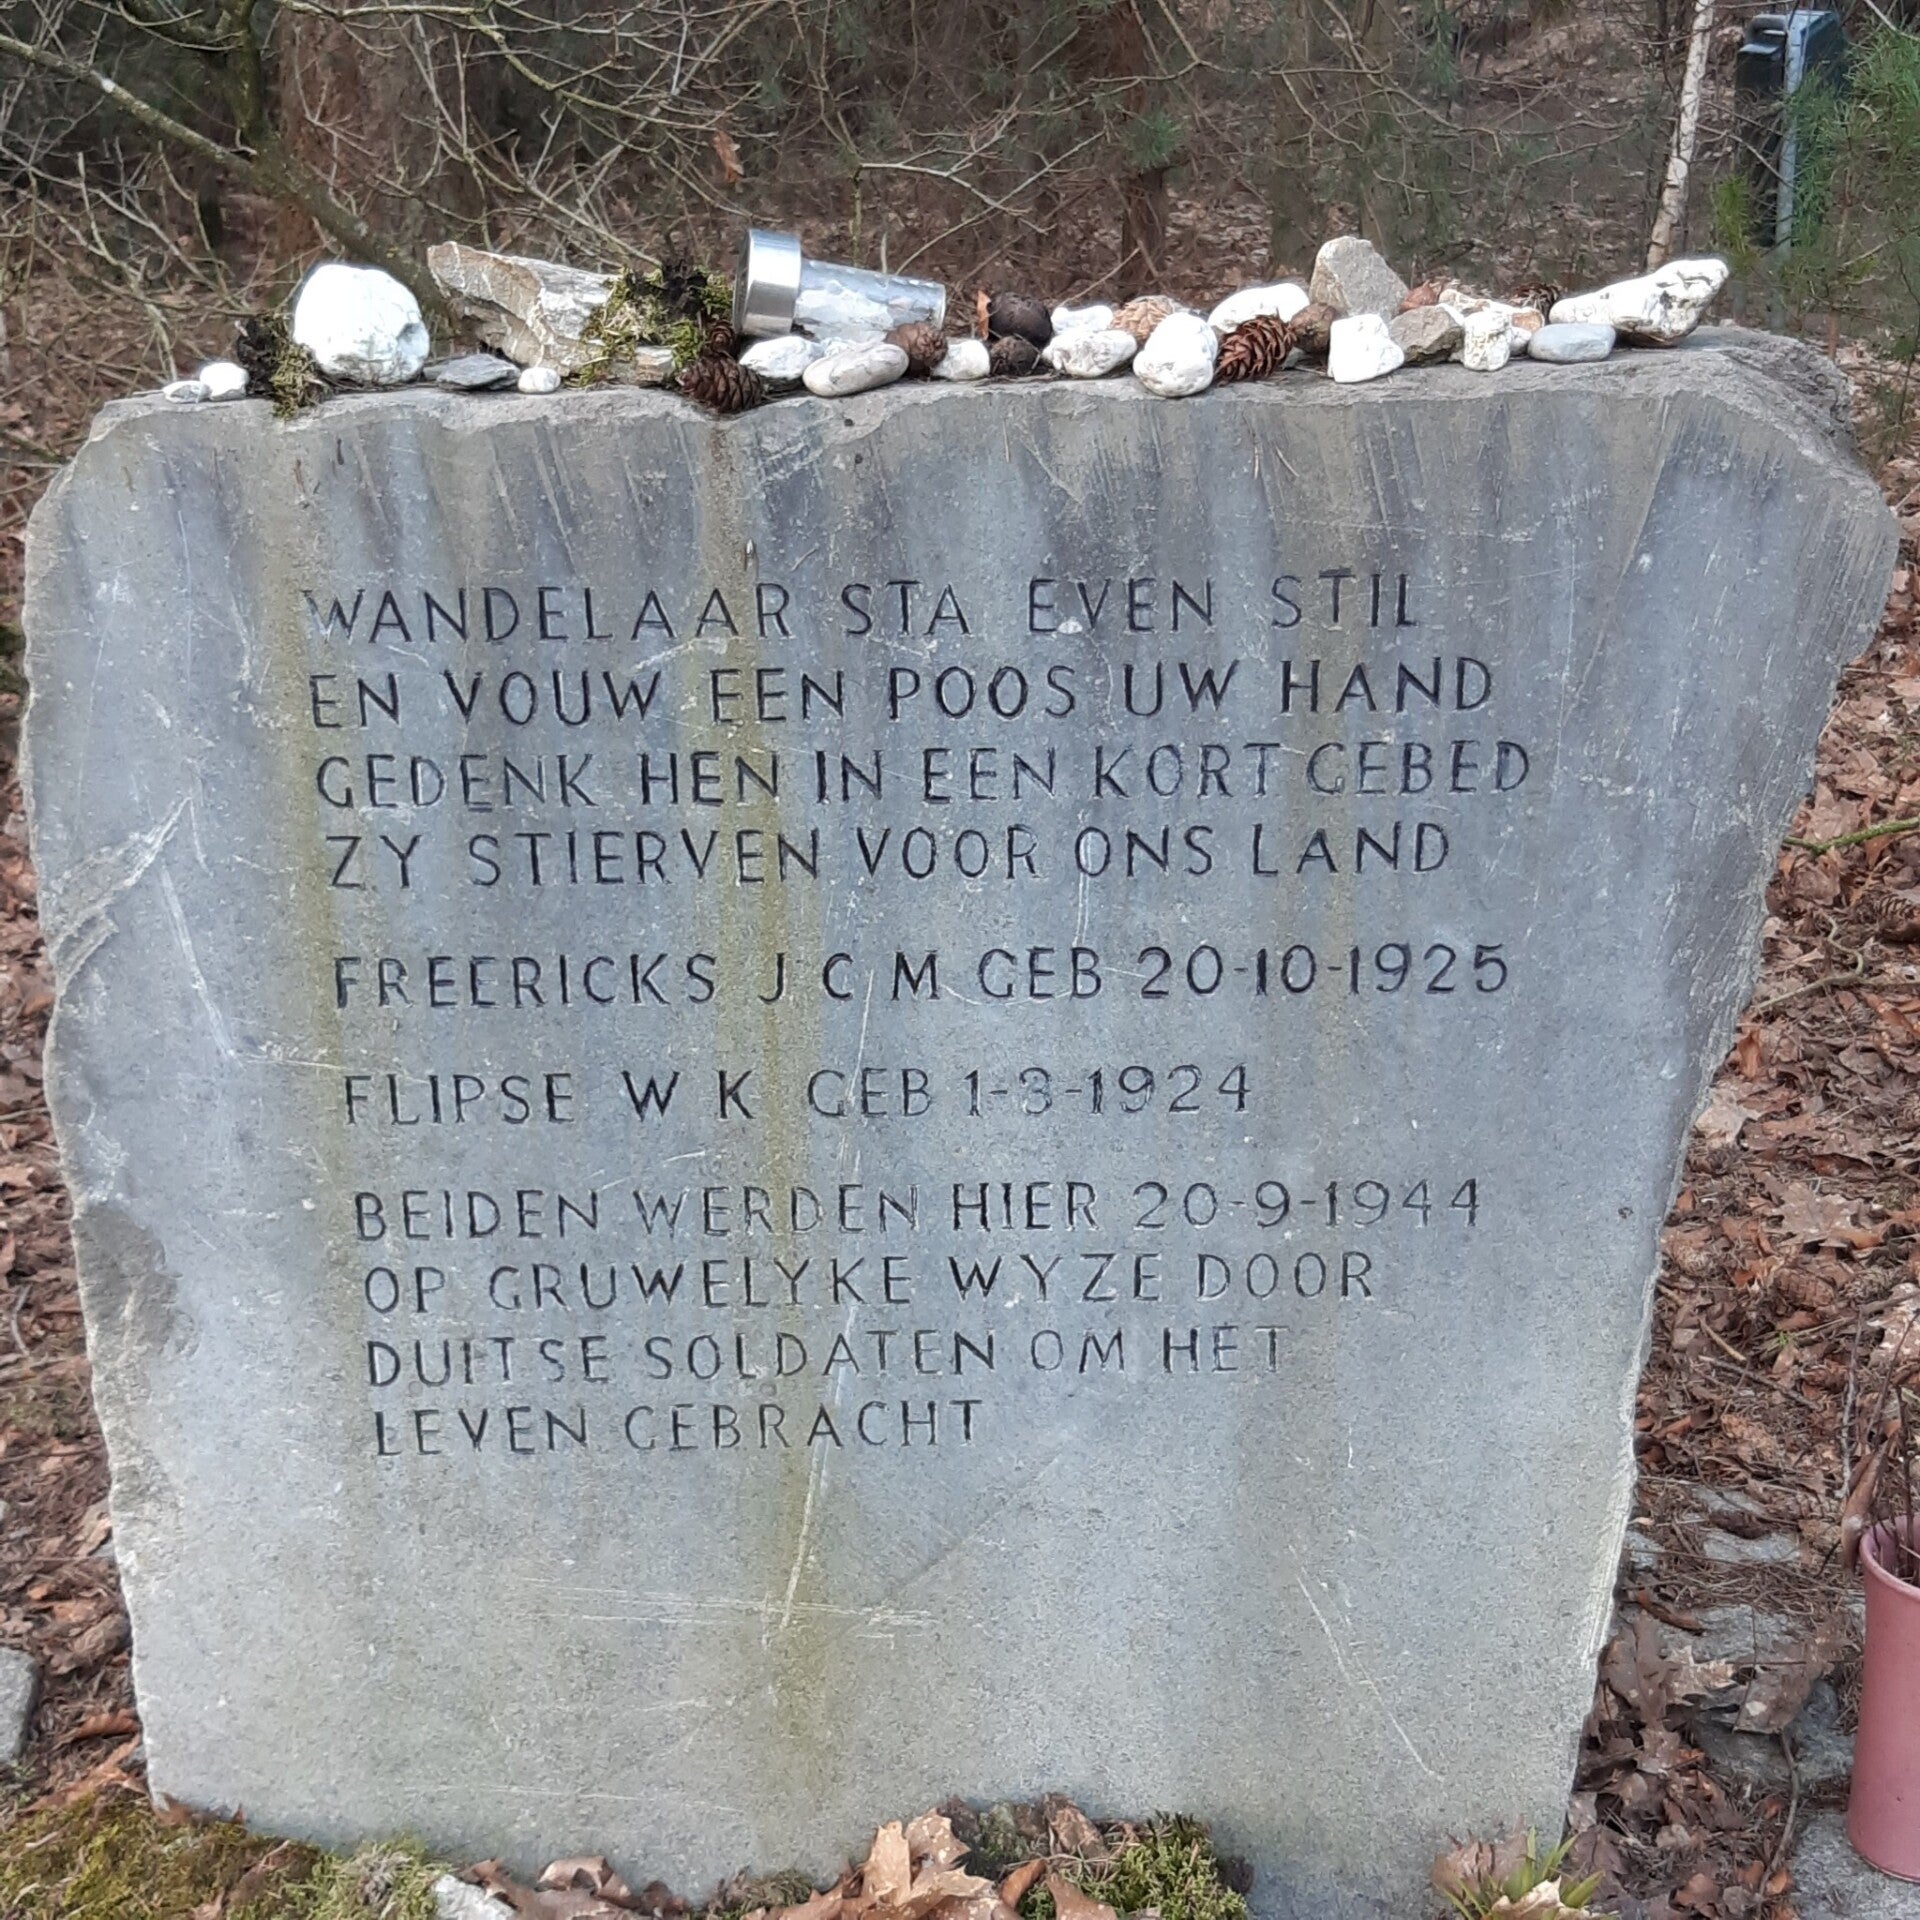 WANDELAAR STA EVEN STIL
EN VOUW EEN POOS UW HAND
GEDENK HEN IN EEN KORT GEBED
ZY STIERVEN VOOR ONS LAND
FREERICKS J C M GEB 20-10-1925
FLIPSE W K GEB 1-3-1924
BEIDEN WERDEN HIER 20-9-1944
OP GRUWELYKE WYZE DOOR
DUITSE SOLDATEN OM HET
LEVEN GEBRACHT